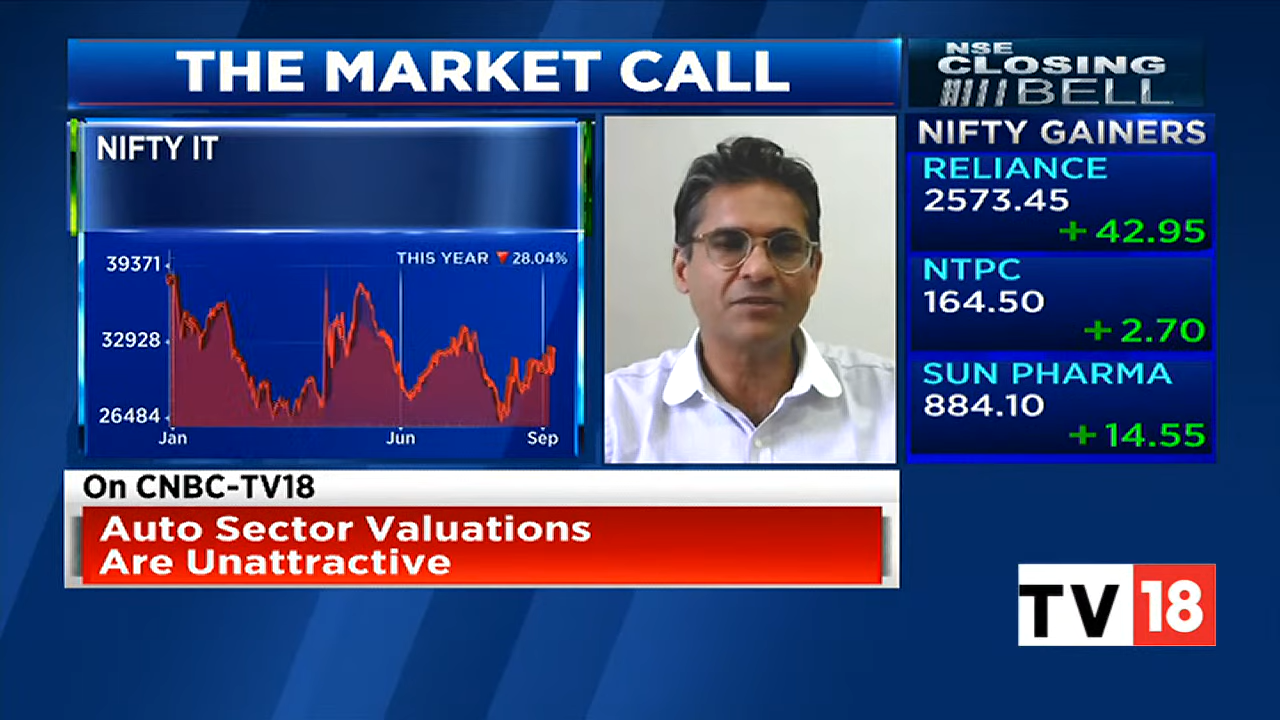 THE MARKET CALL
NIFTY IT
THIS YEAR ▼ 28.04%
39371
32928
26484
Jan Jun Sep
On CNBC-TV18
Auto Sector Valuations
Are Unattractive
NSE
CLOSING
BELL
NIFTY GAINERS
RELIANCE
2573.45
+ 42.95
NTPC
164.50
+ 2.70
SUN PHARMA
884.10
+ 14.55
TV 18